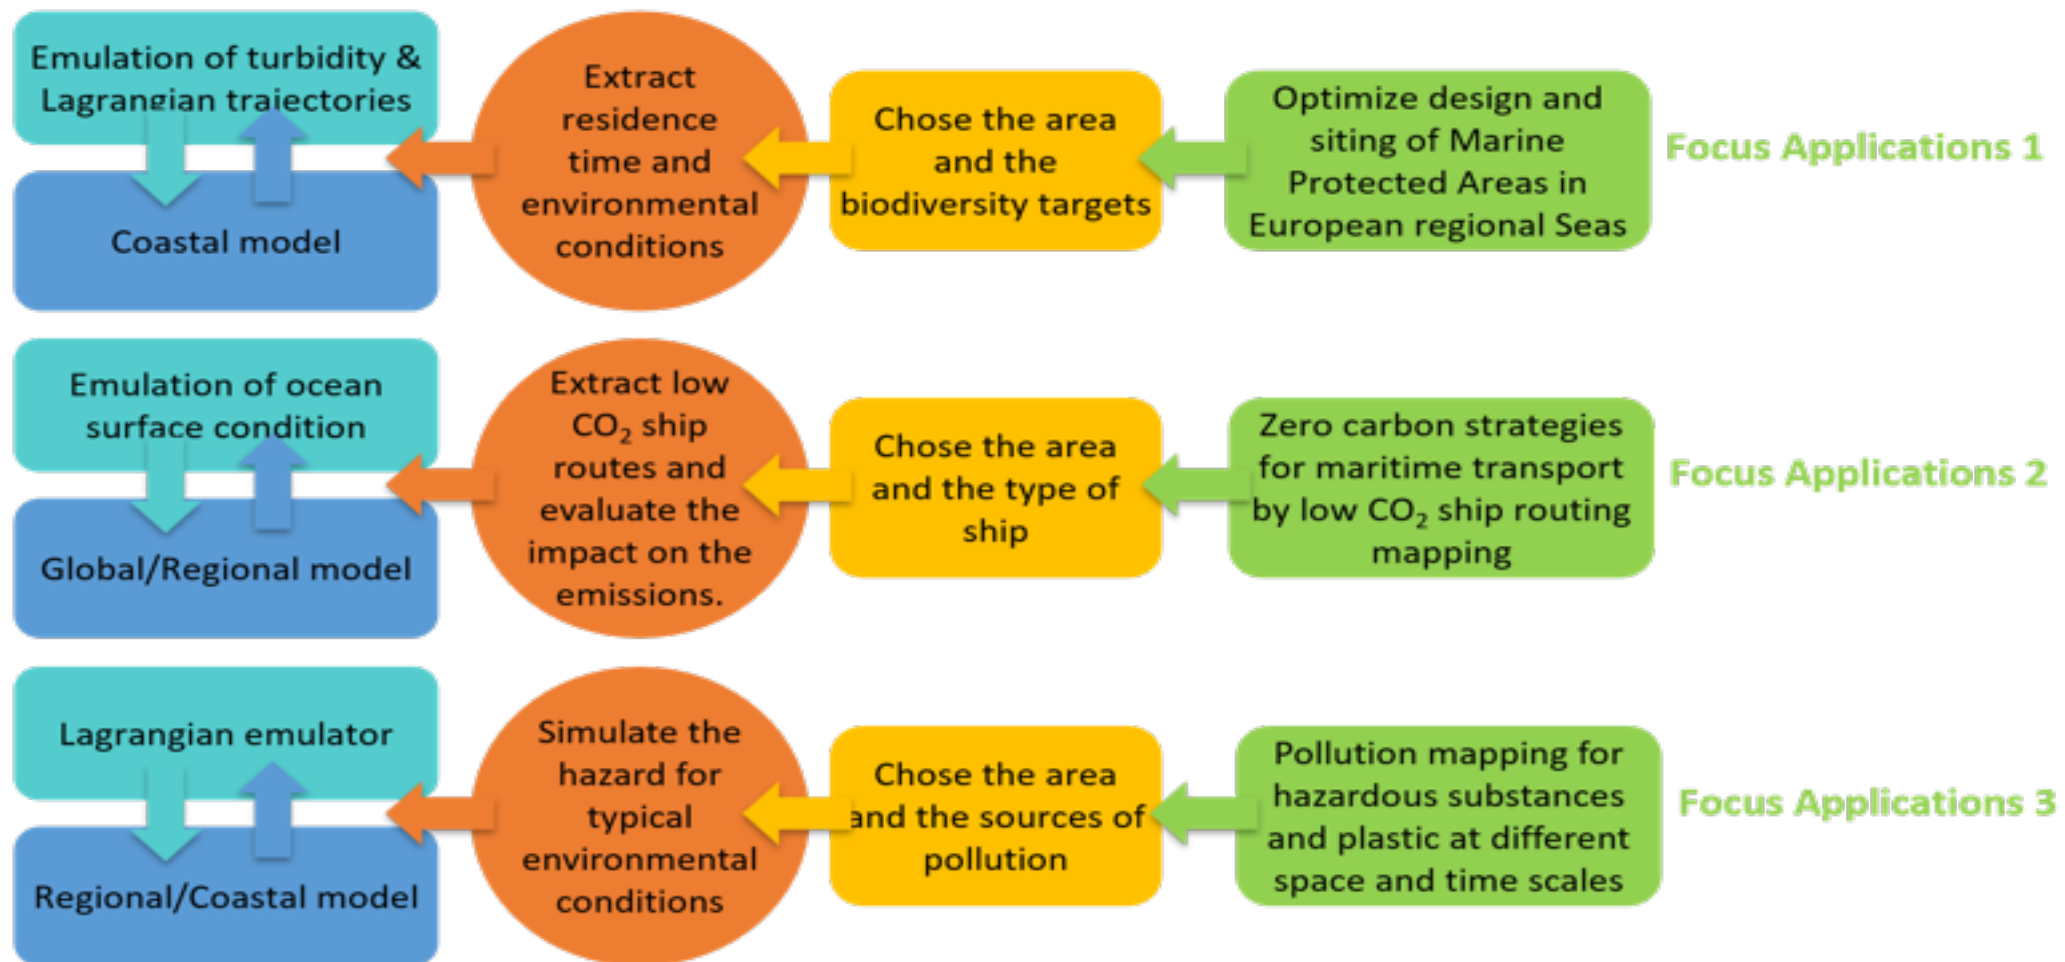 Emulation of turbidity &
Lagrangian trajectories
Coastal model
Extract
residence
time and
environmental
conditions
Chose the area
and the
biodiversity targets
Optimize design and
siting of Marine
Protected Areas in
European regional Seas
Focus Applications 1
Emulation of ocean
surface condition
Global/Regional model
Extract low
CO₂ ship
routes and
evaluate the
impact on the
emissions.
Chose the area
and the type of
ship
Zero carbon strategies
for maritime transport
by low CO₂ ship routing
mapping
Focus Applications 2
Lagrangian emulator
Regional/Coastal model
Simulate the
hazard for
typical
environmental
conditions
Chose the area
and the sources of
pollution
Pollution mapping for
hazardous substances
and plastic at different
space and time scales
Focus Applications 3